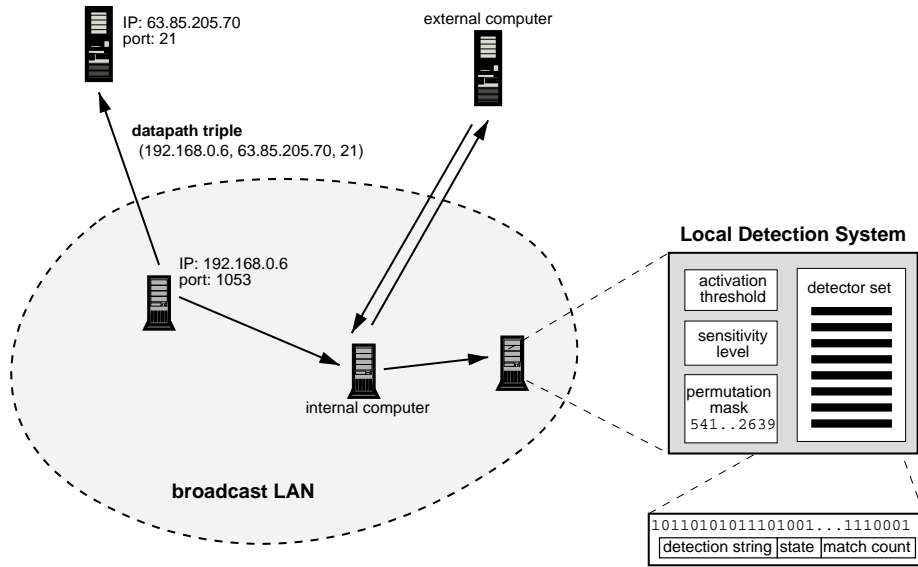 IP: 63.85.205.70
port: 21
external computer
datapath triple
(192.168.0.6, 63.85.205.70, 21)
IP: 192.168.0.6
port: 1053
internal computer
broadcast LAN
Local Detection System
activation
threshold
sensitivity
level
permutation
mask
541..2639
detector set
10110101011101001...1110001
detection string state match count